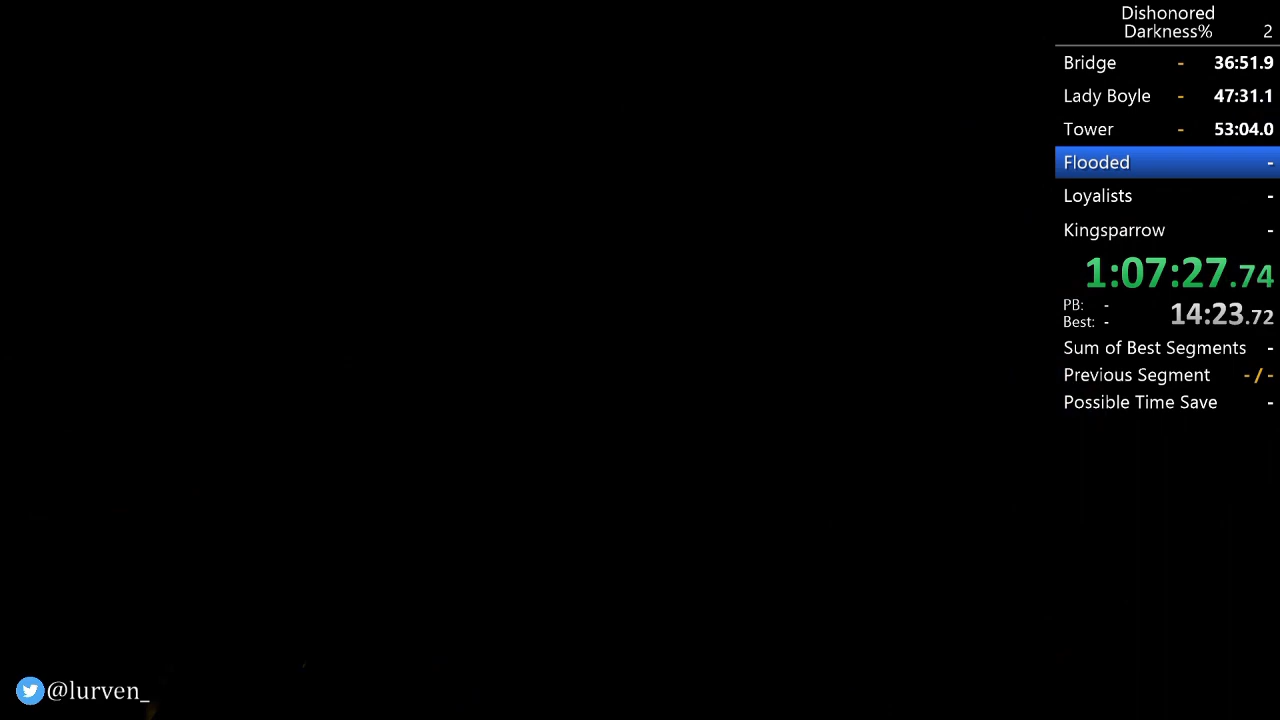 Dishonored
Darkness% 2
Bridge - 36:51.9
Lady Boyle - 47:31.1
Tower - 53:04.0
Flooded -
Loyalists -
Kingsparrow -
1:07:27.74
PB: -
Best: - 14:23.72
Sum of Best Segments -
Previous Segment - / -
Possible Time Save -
@lurven_